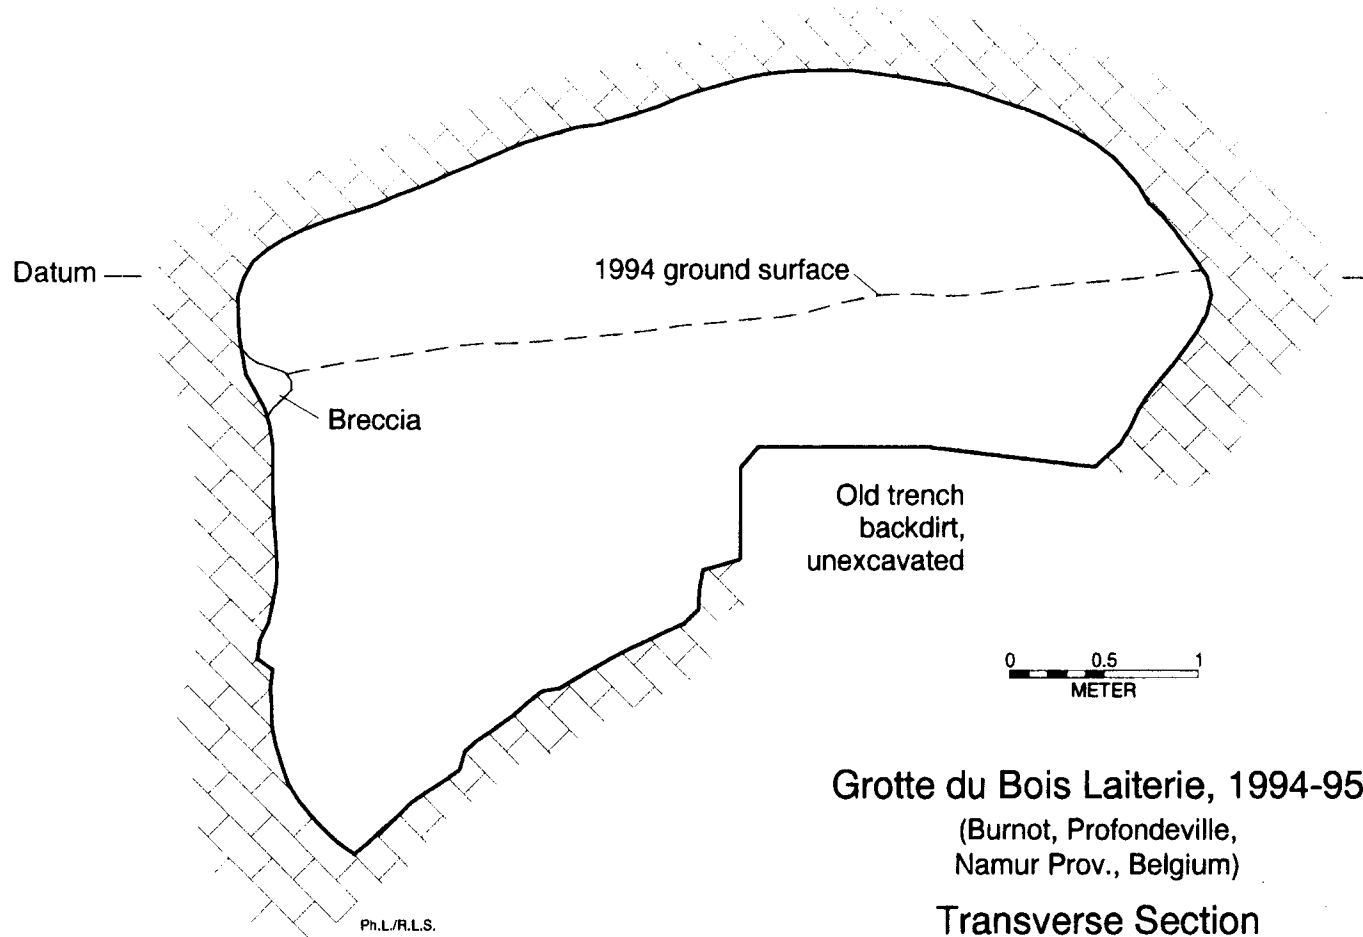 Datum
1994 ground surface
Breccia
Old trench
backdirt,
unexcavated
0 0.5 1
METER
Grotte du Bois Laiterie, 1994-95
(Burnot, Profondeville,
Namur Prov., Belgium)
Transverse Section
Ph.L./R.L.S.